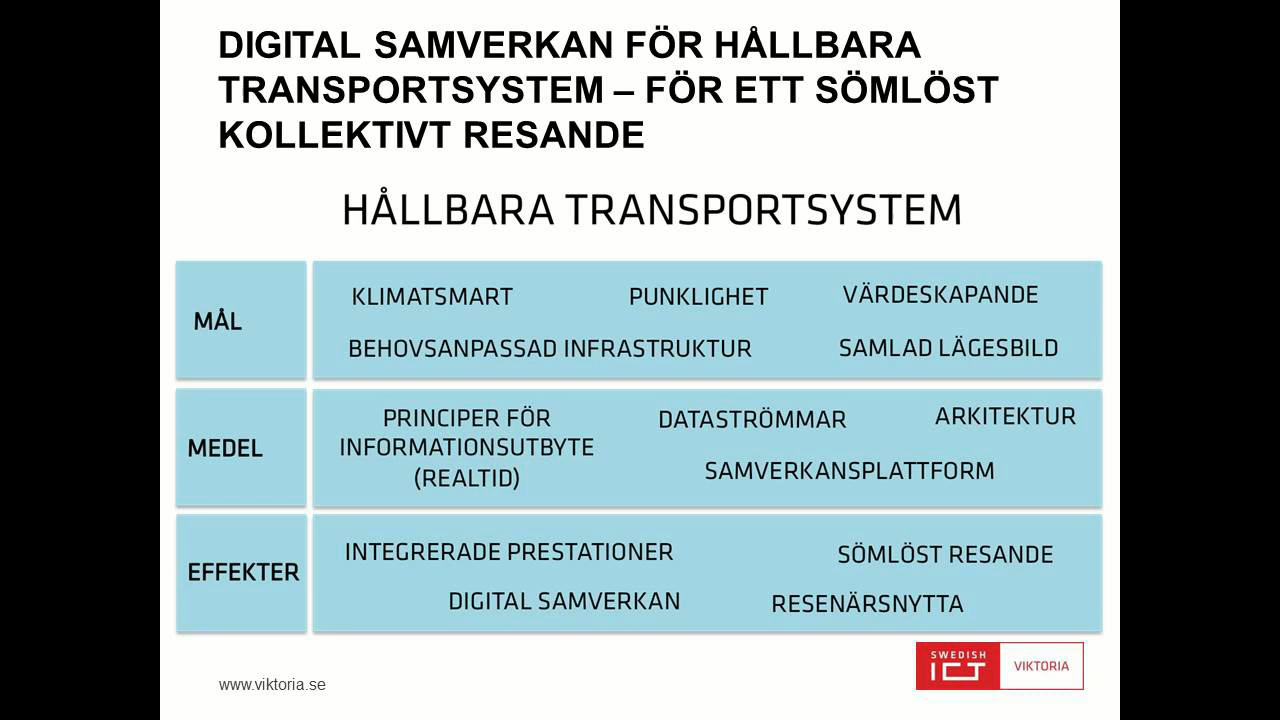 DIGITAL SAMVERKAN FÖR HÅLLBARA
TRANSPORTSYSTEM – FÖR ETT SÖMLÖST
KOLLEKTIVT RESANDE
HÅLLBARA TRANSPORTSYSTEM
MÅL
KLIMATSMART PUNKLIGHET VÄRDESKAPANDE
BEHOVSANPASSAD INFRASTRUKTUR SAMLAD LÄGESBILD
MEDEL
PRINCIPER FÖR
INFORMATIONSUTBYTE
(REALTID)
DATASTRÖMMAR ARKITEKTUR
SAMVERKANSPLATTFORM
EFFEKTER
INTEGRERADE PRESTATIONER SÖMLÖST RESANDE
DIGITAL SAMVERKAN RESENÄRSNYTTA
www.viktoria.se
SWEDISH
ICT VIKTORIA